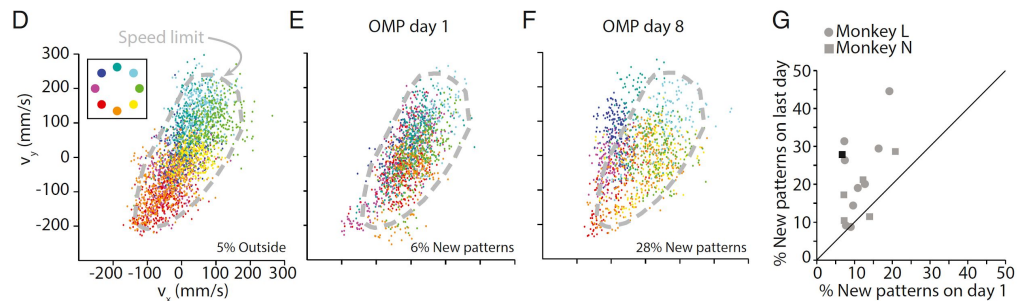 D
Speed limit
300
200
100
0
-100
-200
v_y (mm/s)
-200 -100 0 100 200 300
v_x (mm/s)
5% Outside
E
OMP day 1
6% New patterns
F
OMP day 8
28% New patterns
G
Monkey L
Monkey N
50
40
30
20
10
0
% New patterns on last day
0 10 20 30 40 50
% New patterns on day 1